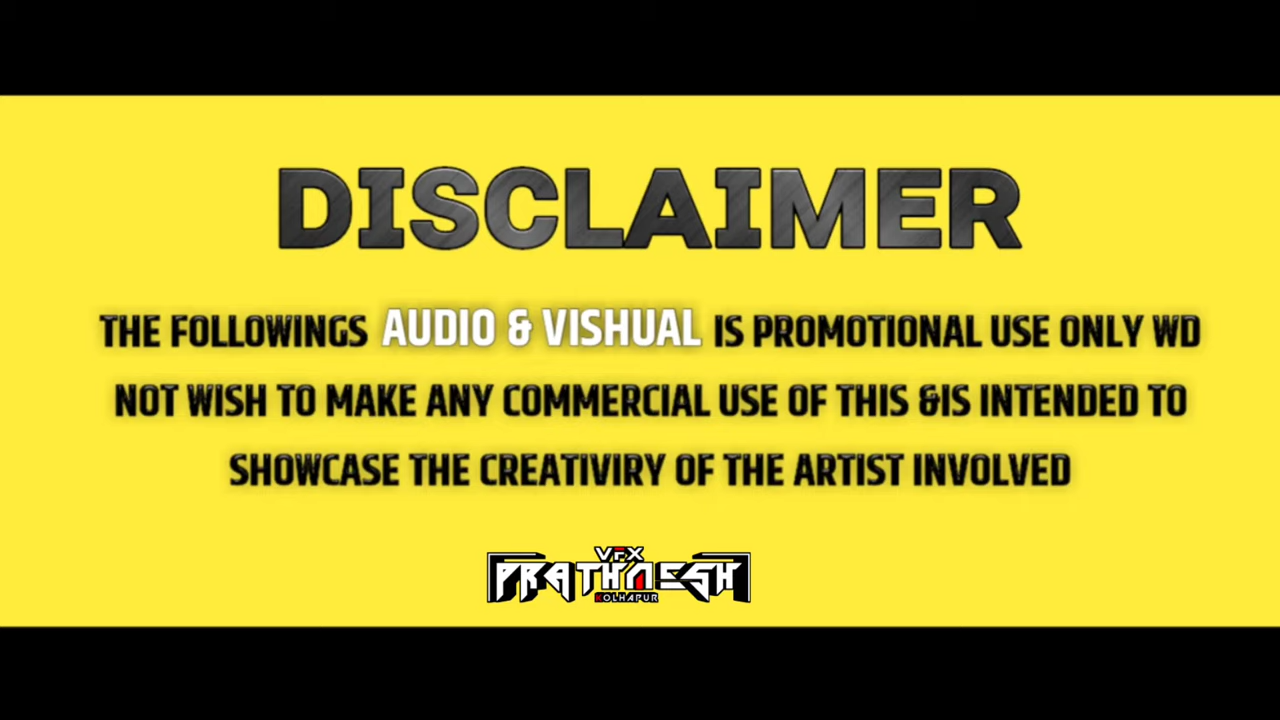 DISCLAIMER
THE FOLLOWINGS AUDIO & VISHUAL IS PROMOTIONAL USE ONLY WD
NOT WISH TO MAKE ANY COMMERCIAL USE OF THIS &IS INTENDED TO
SHOWCASE THE CREATIVIRY OF THE ARTIST INVOLVED
VFX
PRATHMESH
KOLHAPUR